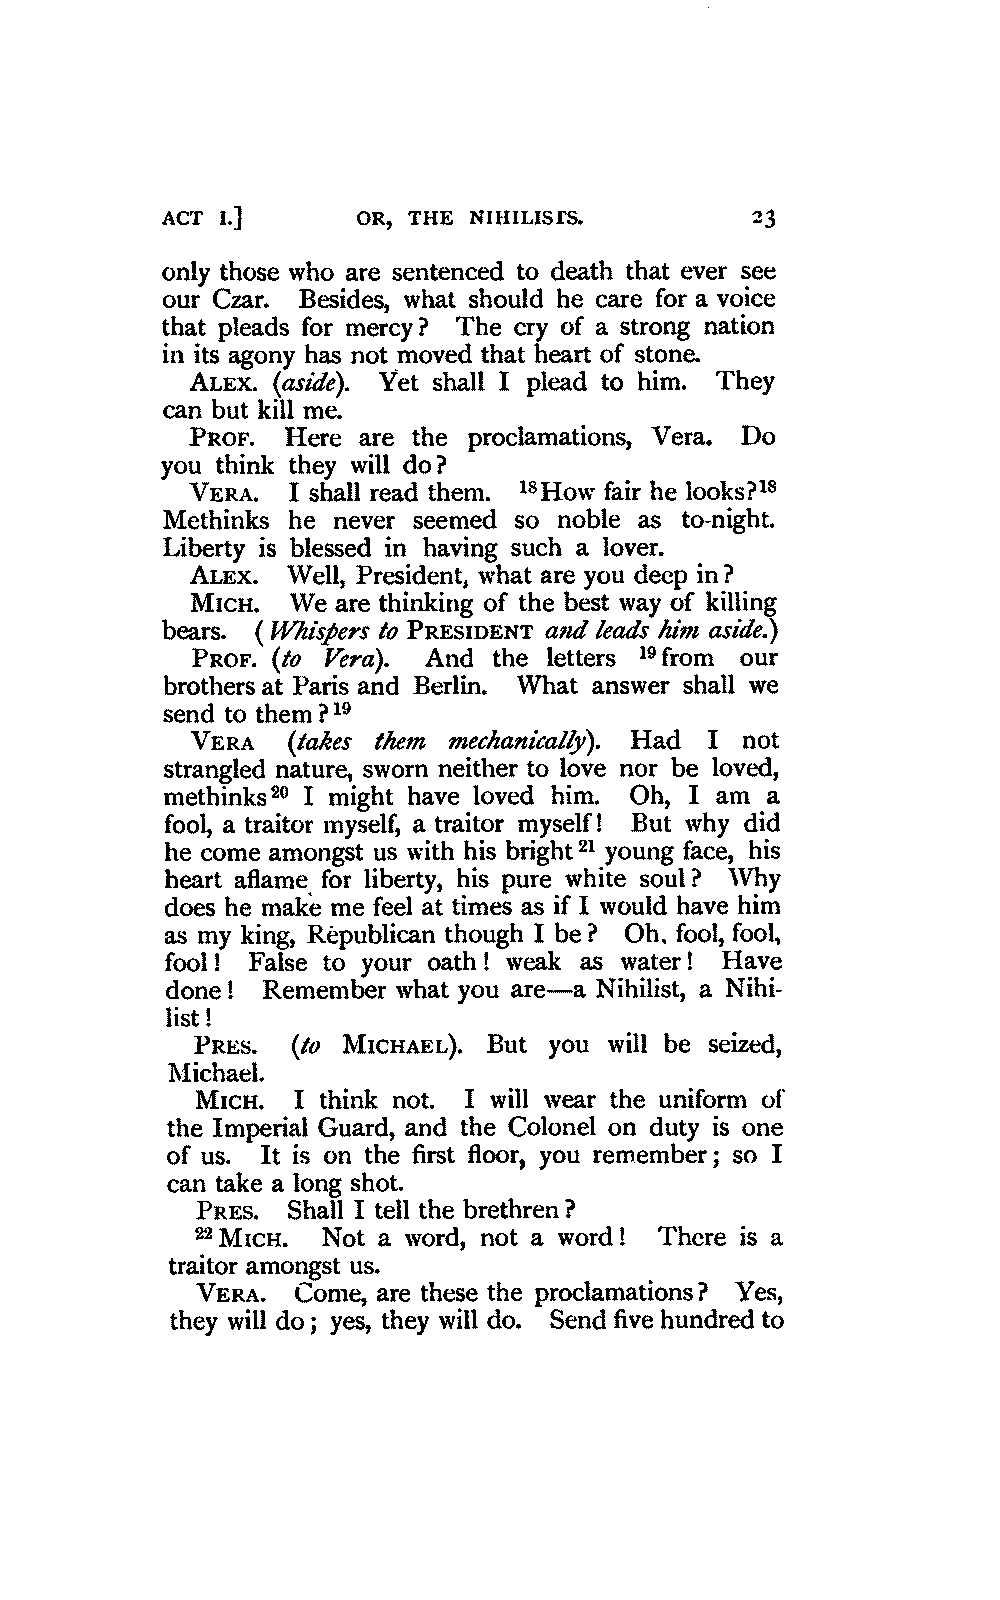 ACT I.] OR, THE NIHILISTS. 23
only those who are sentenced to death that ever see
our Czar. Besides, what should he care for a voice
that pleads for mercy? The cry of a strong nation
in its agony has not moved that heart of stone.
ALEX. (aside). Yet shall I plead to him. They
can but kill me.
PROF. Here are the proclamations, Vera. Do
you think they will do?
VERA. I shall read them. ¹⁸How fair he looks?¹⁸
Methinks he never seemed so noble as to-night.
Liberty is blessed in having such a lover.
ALEX. Well, President, what are you deep in?
MICH. We are thinking of the best way of killing
bears. (Whispers to PRESIDENT and leads him aside.)
PROF. (to Vera). And the letters ¹⁹from our
brothers at Paris and Berlin. What answer shall we
send to them?¹⁹
VERA (takes them mechanically). Had I not
strangled nature, sworn neither to love nor be loved,
methinks²⁰ I might have loved him. Oh, I am a
fool, a traitor myself, a traitor myself! But why did
he come amongst us with his bright²¹ young face, his
heart aflame for liberty, his pure white soul? Why
does he make me feel at times as if I would have him
as my king, Republican though I be? Oh, fool, fool,
fool! False to your oath! weak as water! Have
done! Remember what you are—a Nihilist, a Nihi-
list!
PRES. (to MICHAEL). But you will be seized,
Michael.
MICH. I think not. I will wear the uniform of
the Imperial Guard, and the Colonel on duty is one
of us. It is on the first floor, you remember; so I
can take a long shot.
PRES. Shall I tell the brethren?
²²MICH. Not a word, not a word! There is a
traitor amongst us.
VERA. Come, are these the proclamations? Yes,
they will do; yes, they will do. Send five hundred to